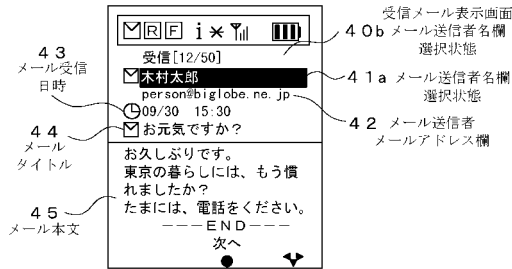 受信メール表示画面
40b メール送信者名欄
選択状態
41a メール送信者名欄
選択状態
42 メール送信者
メールアドレス欄
43
メール受信
日時
44
メール
タイトル
45
メール本文
R F i
受信[12/50]
木村太郎
person@biglobe.ne.jp
09/30 15:30
お元気ですか?
お久しぶりです。
東京の暮らしには、もう慣
れましたか?
たまには、電話をください。
---END---
次へ